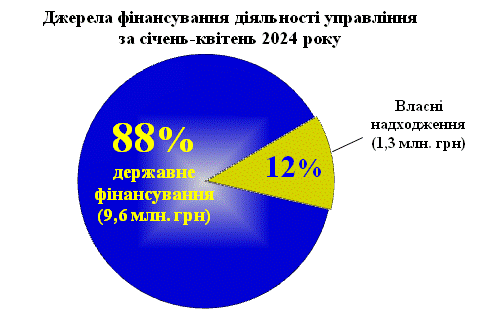 Джерела фінансування діяльності управління
за січень-квітень 2024 року
88%
державне
фінансування
(9,6 млн. грн)
12%
Власні
надходження
(1,3 млн. грн)